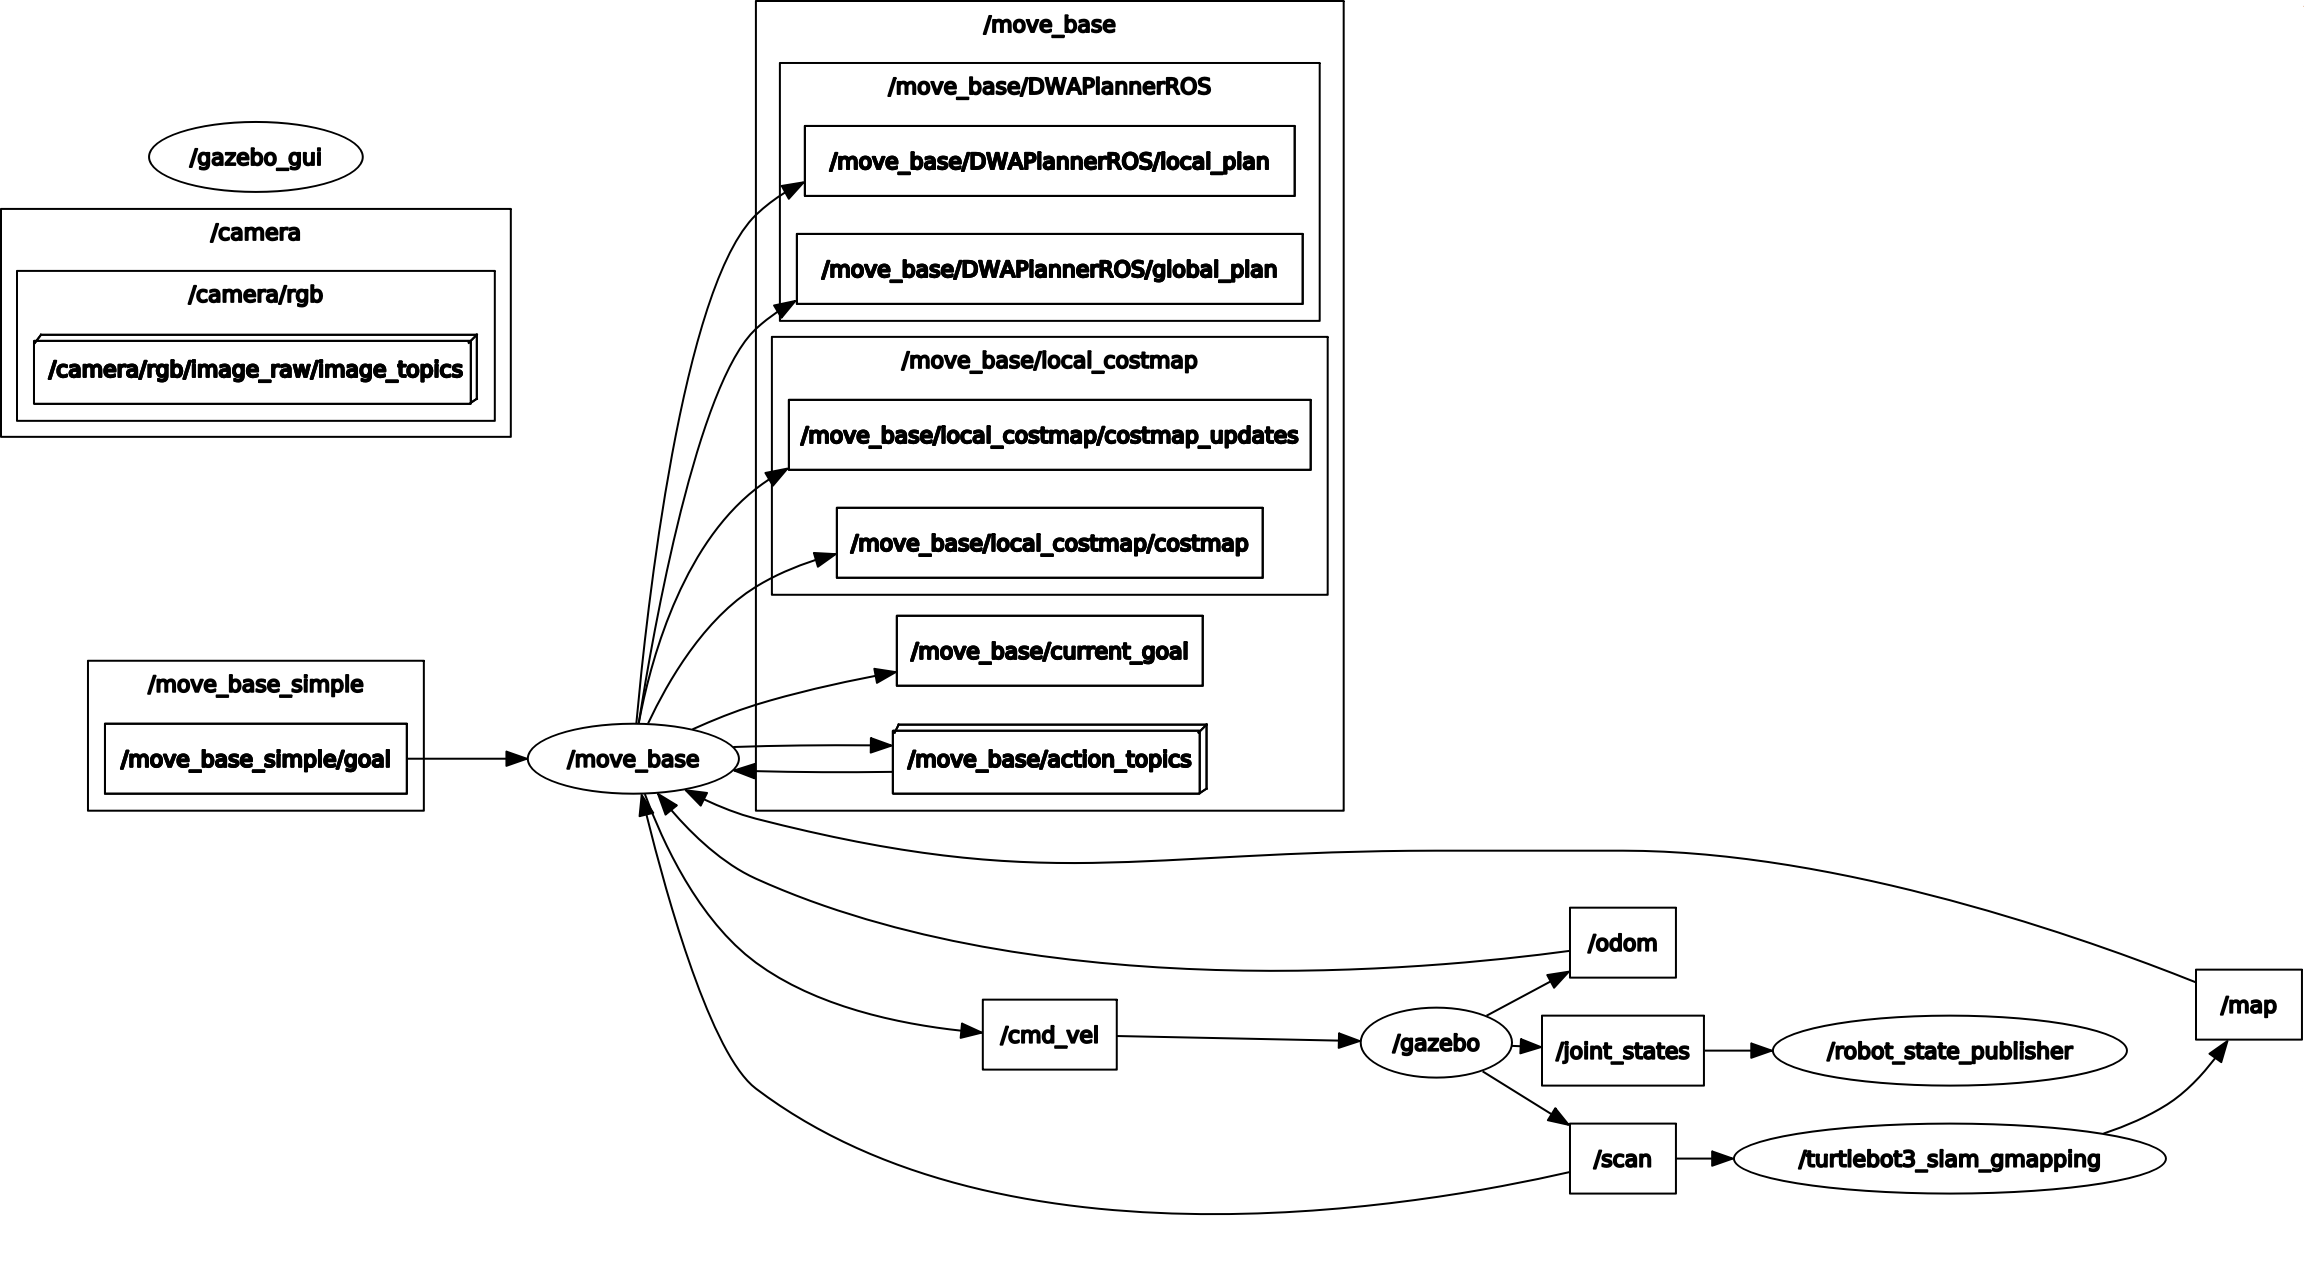 /move_base
/move_base/DWAPlannerROS
/gazebo_gui
/move_base/DWAPlannerROS/local_plan
/camera
/move_base/DWAPlannerROS/global_plan
/camera/rgb
/camera/rgb/image_raw/image_topics
/move_base/local_costmap
/move_base/local_costmap/costmap_updates
/move_base/local_costmap/costmap
/move_base/current_goal
/move_base_simple
/move_base_simple/goal
/move_base
/move_base/action_topics
/odom
/map
/cmd_vel
/gazebo
/joint_states
/robot_state_publisher
/scan
/turtlebot3_slam_gmapping